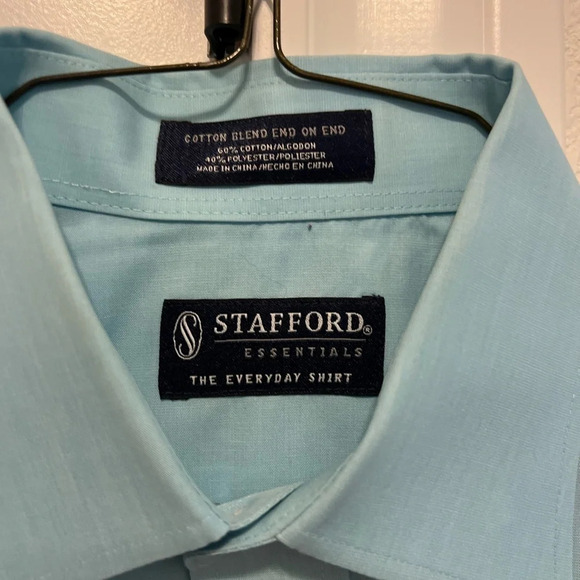 COTTON BLEND END ON END
60% COTTON/ALGODON
40% POLYESTER/POLIESTER
MADE IN CHINA/HECHO EN CHINA
S STAFFORD®
ESSENTIALS
THE EVERYDAY SHIRT